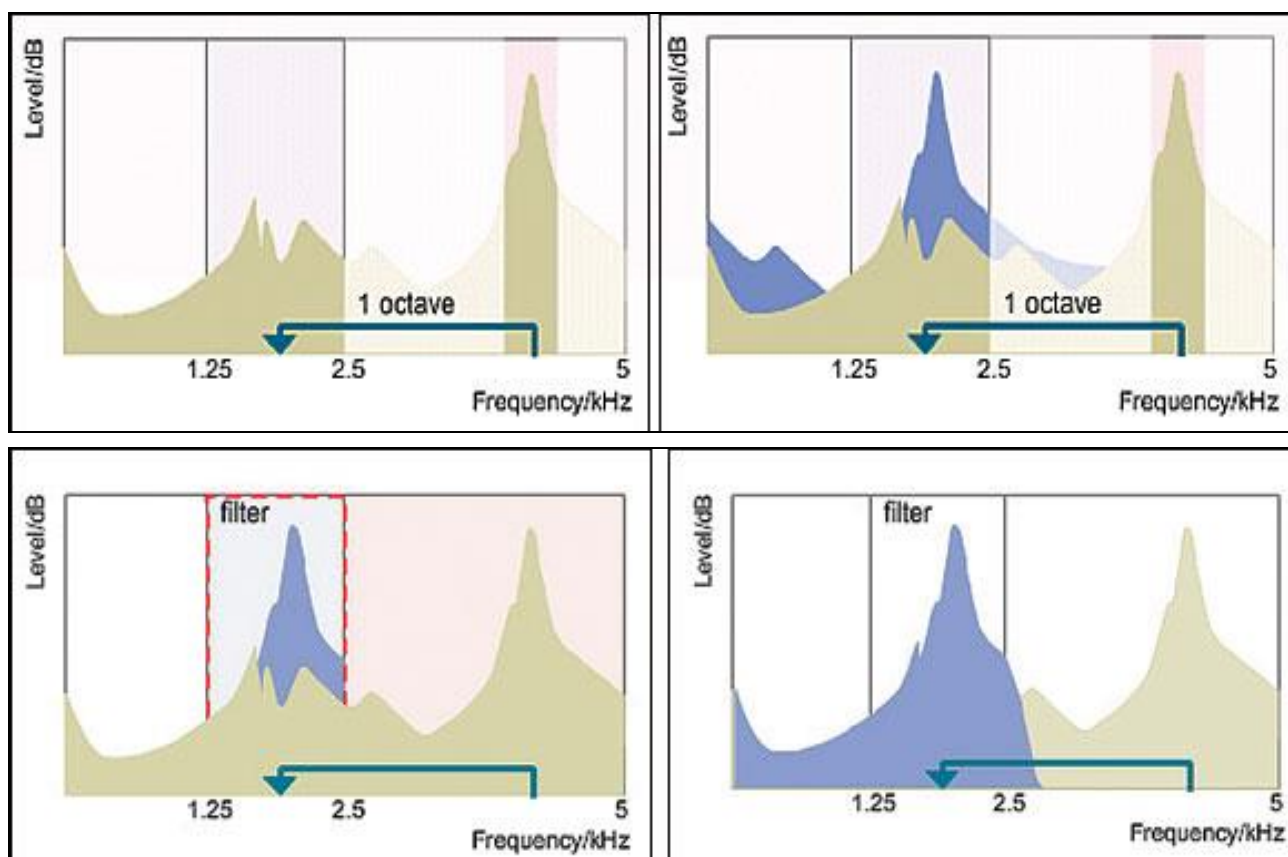 Level/dB
1 octave
1.25 2.5 5
Frequency/kHz
Level/dB
1 octave
1.25 2.5 5
Frequency/kHz
Level/dB
filter
1.25 2.5 5
Frequency/kHz
Level/dB
filter
1.25 2.5 5
Frequency/kHz